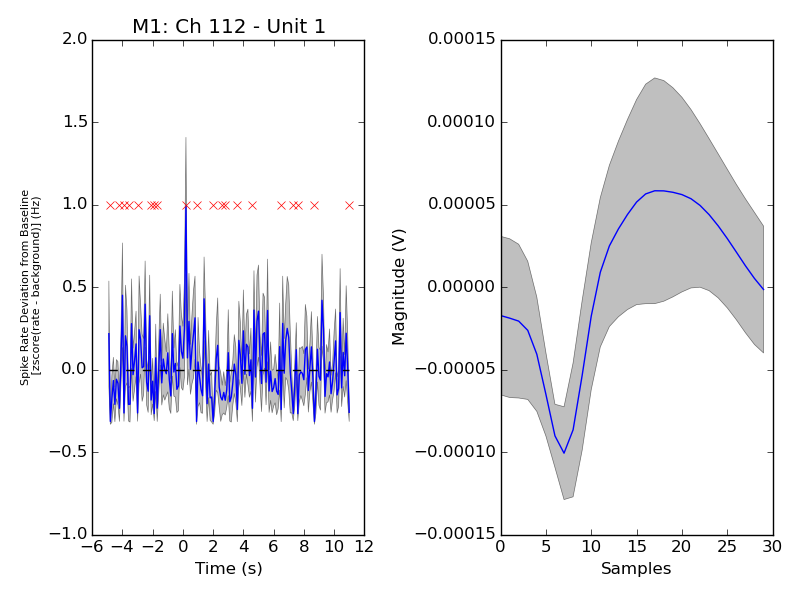 M1: Ch 112 - Unit 1
2.0
1.5
1.0
0.5
0.0
−0.5
−1.0
−6 −4 −2 0 2 4 6 8 10 12
Time (s)
Spike Rate Deviation from Baseline
[zscore(rate - background)] (Hz)
0.00015
0.00010
0.00005
0.00000
−0.00005
−0.00010
−0.00015
0 5 10 15 20 25 30
Samples
Magnitude (V)